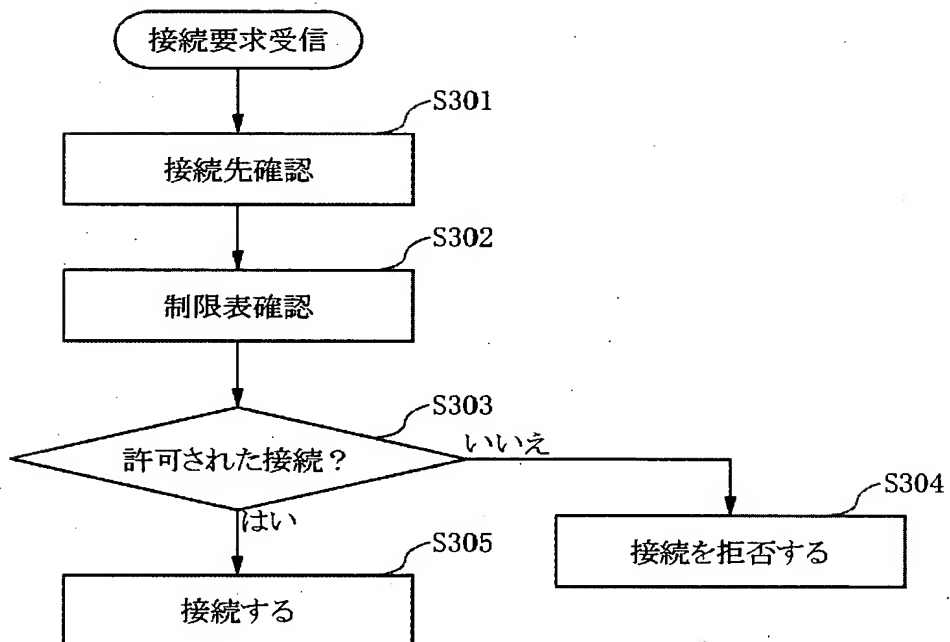 接続要求受信
S301
接続先確認
S302
制限表確認
S303
許可された接続？
いいえ
はい
S304
接続を拒否する
S305
接続する